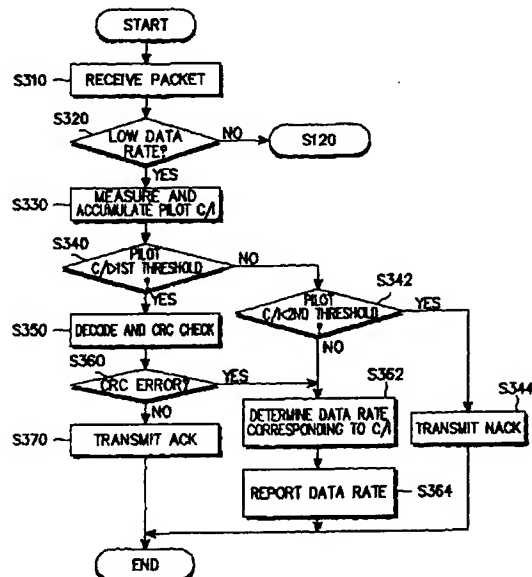 START
S310
RECEIVE PACKET
S320
LOW DATA
RATE?
NO
S120
YES
S330
MEASURE AND
ACCUMULATE PILOT C/I
S340
PILOT
C/I>1ST THRESHOLD
NO
S342
PILOT
C/I<2ND THRESHOLD
YES
YES
NO
S350
DECODE AND CRC CHECK
S360
CRC ERROR?
YES
S362
S344
NO
DETERMINE DATA RATE
CORRESPONDING TO C/I
TRANSMIT NACK
S370
TRANSMIT ACK
REPORT DATA RATE
S364
END